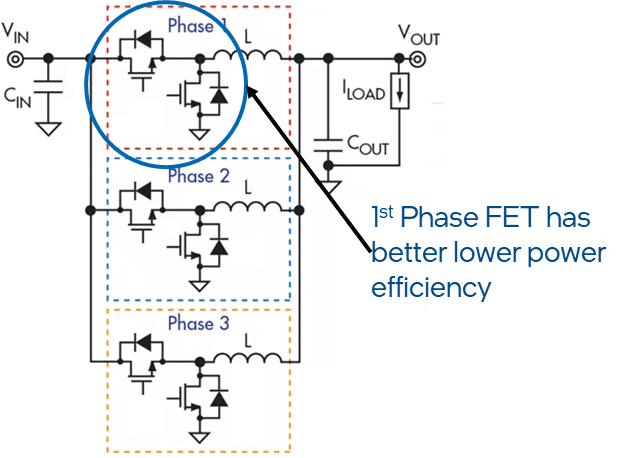 VIN
Phase 1
L
VOUT
CIN
ILOAD
COUT
Phase 2
L
1st Phase FET has
better lower power
efficiency
Phase 3
L